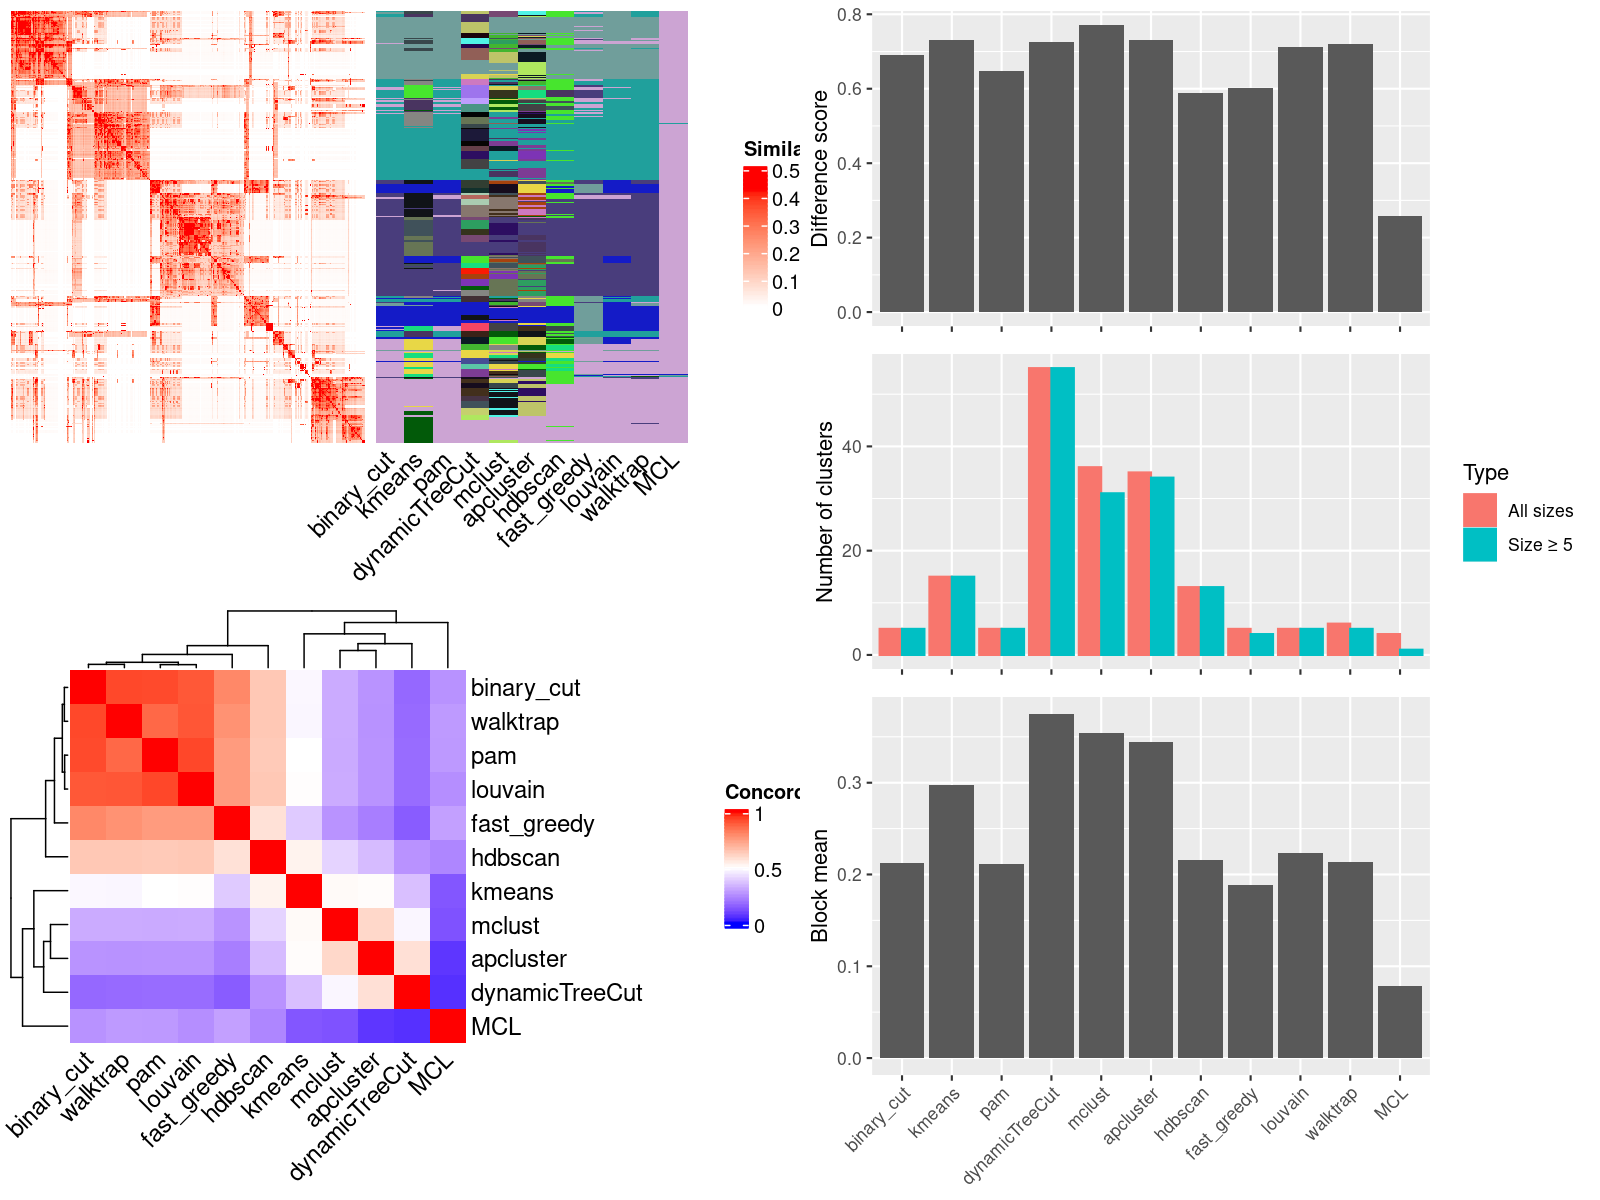 Simila
0.5
0.4
0.3
0.2
0.1
0
binary_cut
kmeans
pam
dynamicTreeCut
mclust
apcluster
hdbscan
fast_greedy
louvain
walktrap
MCL
binary_cut
walktrap
pam
louvain
fast_greedy
hdbscan
kmeans
mclust
apcluster
dynamicTreeCut
MCL
binary_cut
walktrap
pam
louvain
fast_greedy
hdbscan
kmeans
mclust
apcluster
dynamicTreeCut
MCL
Concord
1
0.5
0
Difference score
0.8
0.6
0.4
0.2
0.0
Number of clusters
40
20
0
Type
All sizes
Size ≥ 5
Block mean
0.3
0.2
0.1
0.0
binary_cut
kmeans
pam
dynamicTreeCut
mclust
apcluster
hdbscan
fast_greedy
louvain
walktrap
MCL